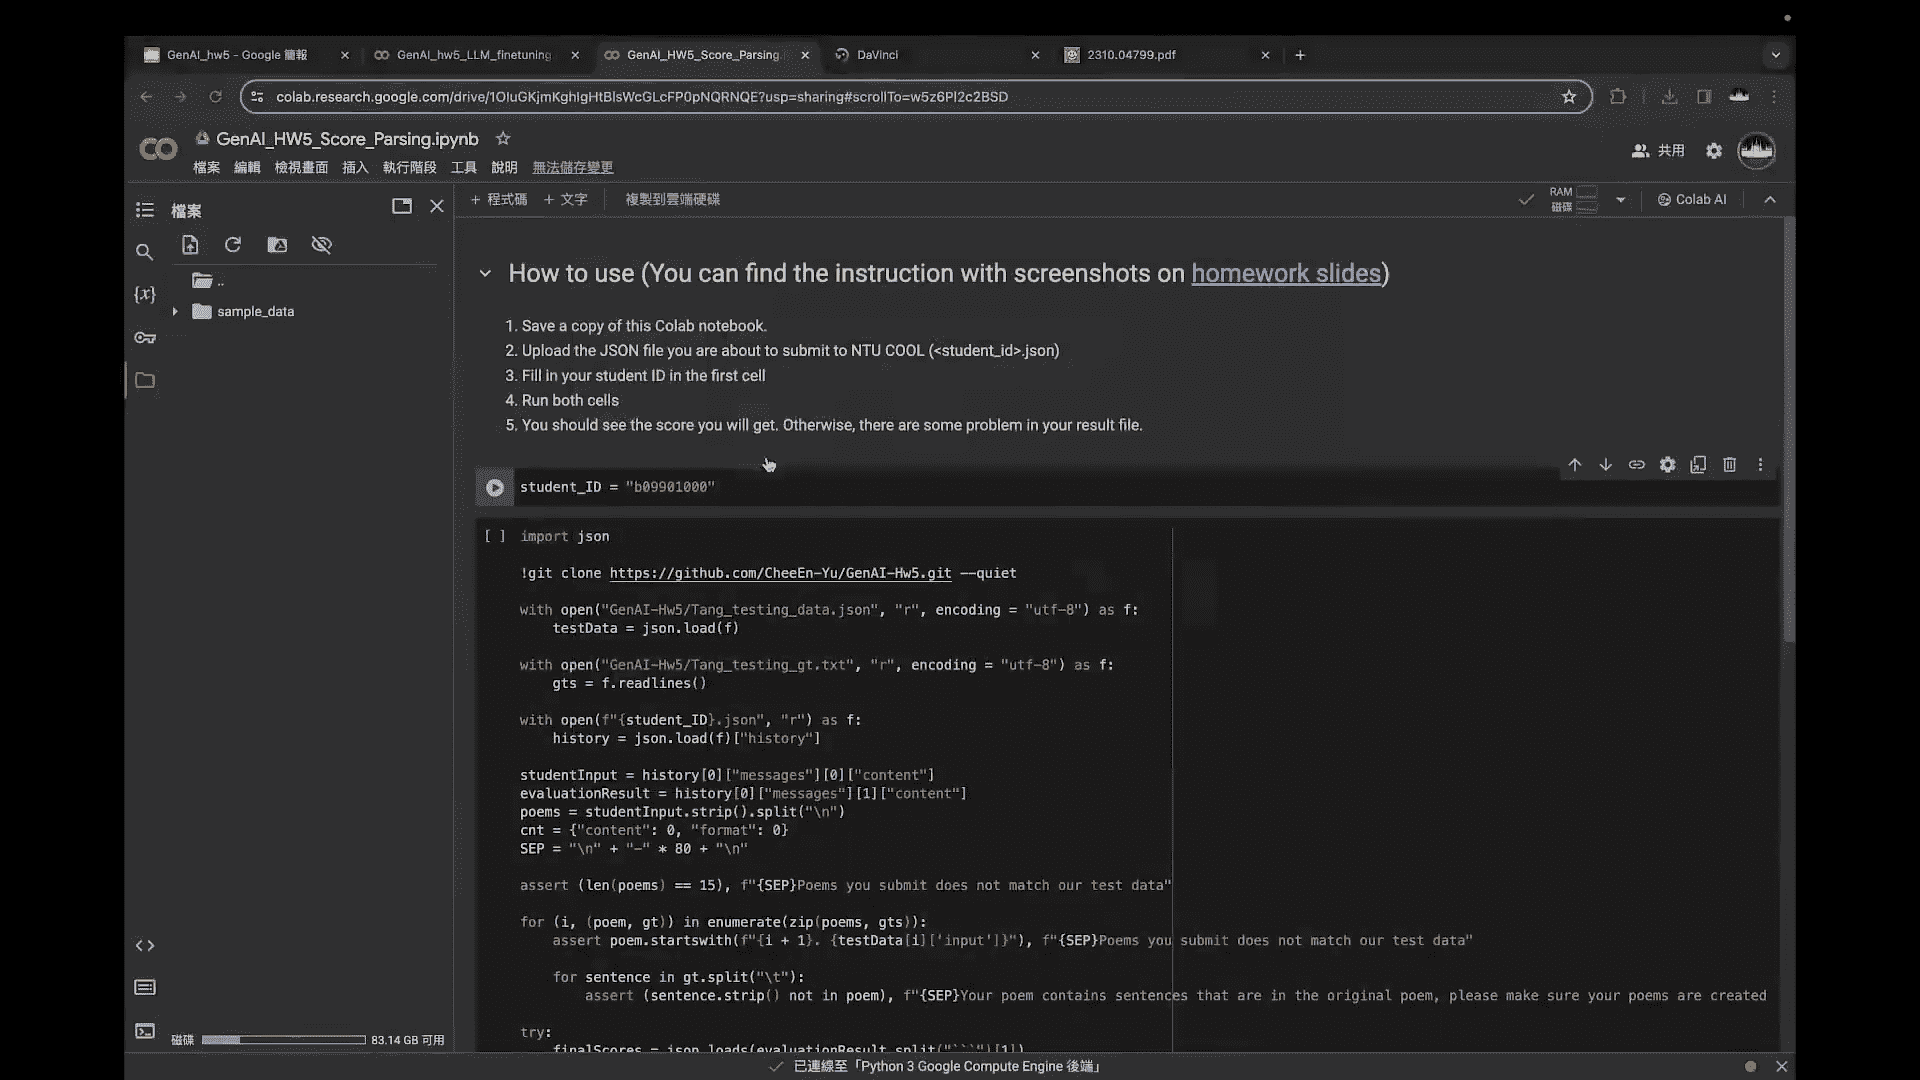 GenAI_hw5 - Google 簡報
GenAI_hw5_LLM_finetuning
GenAI_HW5_Score_Parsing
DaVinci
2310.04799.pdf
colab.research.google.com/drive/1OIuGKjmKghIgHtBlsWcGLcFP0pNQRNQE?usp=sharing#scrollTo=w5z6PI2c2BSD
GenAI_HW5_Score_Parsing.ipynb
檔案 編輯 檢視畫面 插入 執行階段 工具 說明 無法儲存變更
共用
檔案
+ 程式碼 + 文字 複製到雲端硬碟
RAM
磁碟
Colab AI
..
sample_data
How to use (You can find the instruction with screenshots on homework slides)
1. Save a copy of this Colab notebook.
2. Upload the JSON file you are about to submit to NTU COOL (<student_id>.json)
3. Fill in your student ID in the first cell
4. Run both cells
5. You should see the score you will get. Otherwise, there are some problem in your result file.
student_ID = "b09901000"
[ ] import json
!git clone https://github.com/CheeEn-Yu/GenAI-Hw5.git --quiet
with open("GenAI-Hw5/Tang_testing_data.json", "r", encoding = "utf-8") as f:
testData = json.load(f)
with open("GenAI-Hw5/Tang_testing_gt.txt", "r", encoding = "utf-8") as f:
gts = f.readlines()
with open(f"{student_ID}.json", "r") as f:
history = json.load(f)["history"]
studentInput = history[0]["messages"][0]["content"]
evaluationResult = history[0]["messages"][1]["content"]
poems = studentInput.strip().split("\n")
cnt = {"content": 0, "format": 0}
SEP = "\n" + "-" * 80 + "\n"
assert (len(poems) == 15), f"{SEP}Poems you submit does not match our test data"
for (i, (poem, gt)) in enumerate(zip(poems, gts)):
assert poem.startswith(f"{i + 1}. {testData[i]['input']}"), f"{SEP}Poems you submit does not match our test data"
for sentence in gt.split("\t"):
assert (sentence.strip() not in poem), f"{SEP}Your poem contains sentences that are in the original poem, please make sure your poems are created
try:
finalScores = json.loads(evaluationResult.split("```")[1])
磁碟 83.14 GB 可用
已連線至「Python 3 Google Compute Engine 後端」